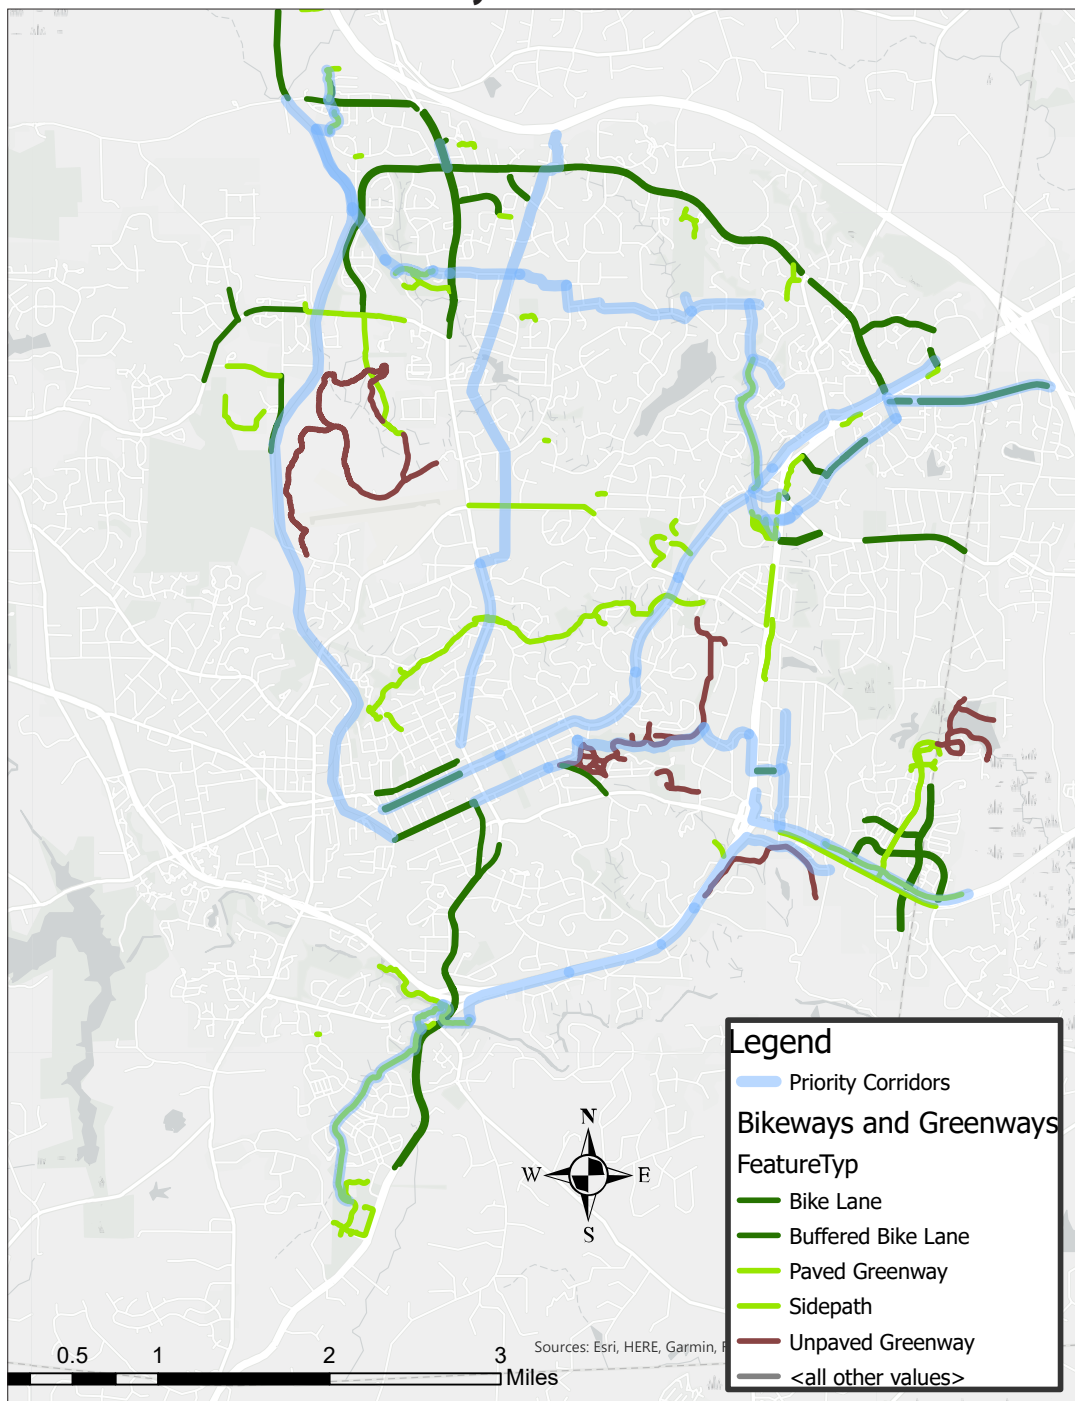 Legend
Priority Corridors
Bikeways and Greenways
FeatureTyp
Bike Lane
Buffered Bike Lane
Paved Greenway
Sidepath
Unpaved Greenway
<all other values>
N
W E
S
0.5 1 2 3
Miles
Sources: Esri, HERE, Garmin,